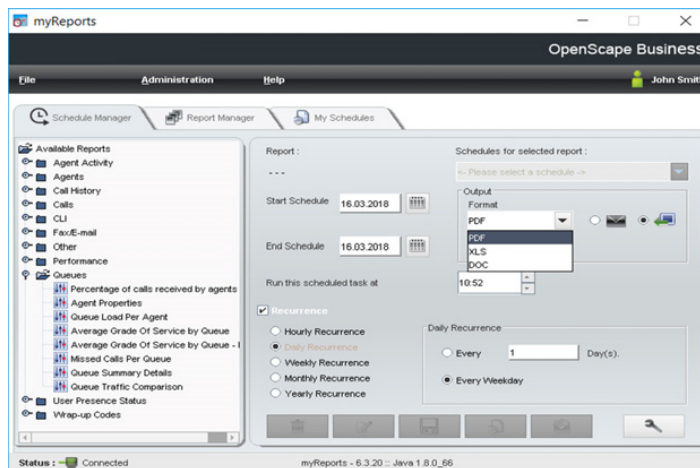 myReports
OpenScape Business
File
Administration
Help
John Smit
Schedule Manager
Report Manager
My Schedules
Available Reports
Agent Activity
Agents
Call History
Calls
CLI
Fax/E-mail
Other
Performance
Queues
Percentage of calls received by agents
Agent Properties
Queue Load Per Agent
Average Grade Of Service by Queue
Average Grade Of Service by Queue - I
Missed Calls Per Queue
Queue Summary Details
Queue Traffic Comparison
User Presence Status
Wrap-up Codes
Report :
- - -
Schedules for selected report :
<- Please select a schedule ->
Start Schedule
16.03.2018
End Schedule
16.03.2018
Output
Format
PDF
PDF
XLS
DOC
Run this scheduled task at
10:52
Recurrence
Hourly Recurrence
Daily Recurrence
Weekly Recurrence
Monthly Recurrence
Yearly Recurrence
Daily Recurrence
Every 1 Day(s).
Every Weekday
Status : Connected
myReports - 6.3.20 :: Java 1.8.0_66